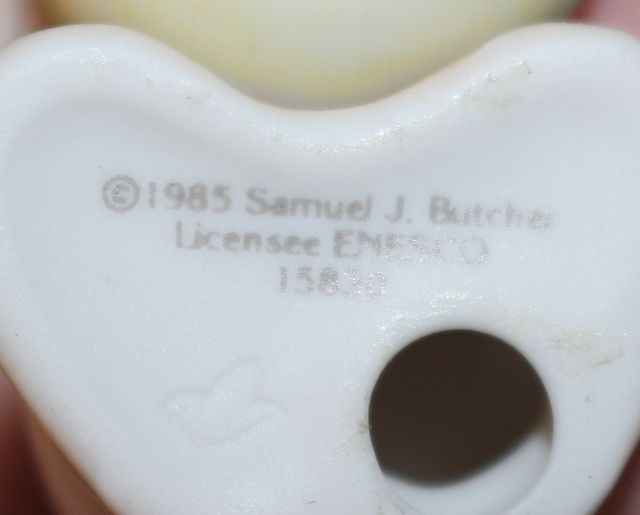 ©1985 Samuel J. Butcher
Licensee ENESCO
15830